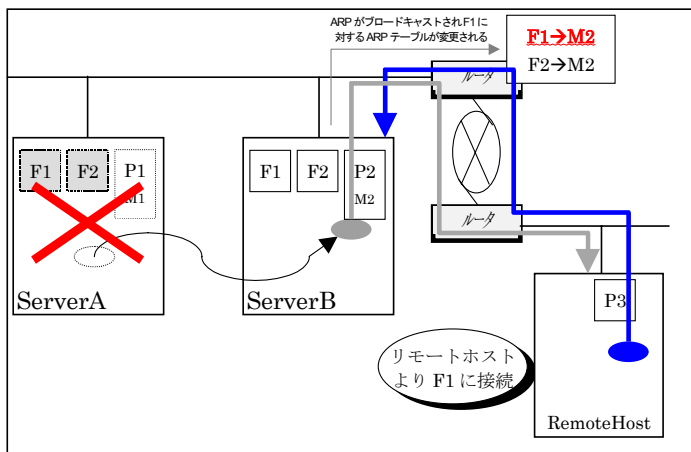 ARP がブロードキャストされ F1 に
対する ARP テーブルが変更される
F1→M2
F2→M2
ルータ
F1
F2
P1
M1
F1
F2
P2
M2
ServerA
ServerB
ルータ
P3
リモートホスト
より F1 に接続
RemoteHost